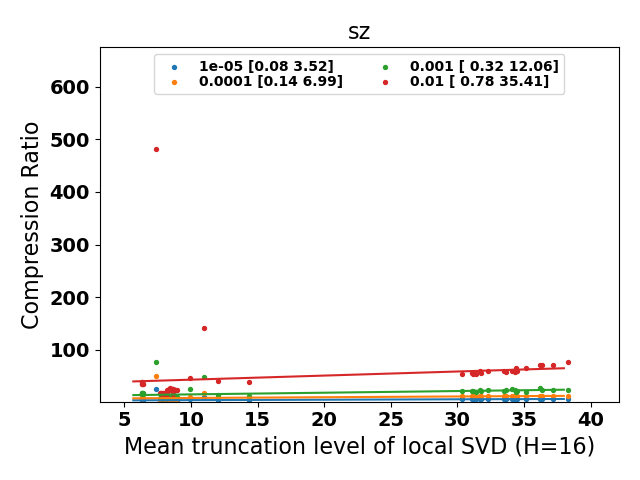 sz
1e-05 [0.08 3.52]
0.0001 [0.14 6.99]
0.001 [ 0.32 12.06]
0.01 [ 0.78 35.41]
Compression Ratio
600
500
400
300
200
100
5 10 15 20 25 30 35 40
Mean truncation level of local SVD (H=16)